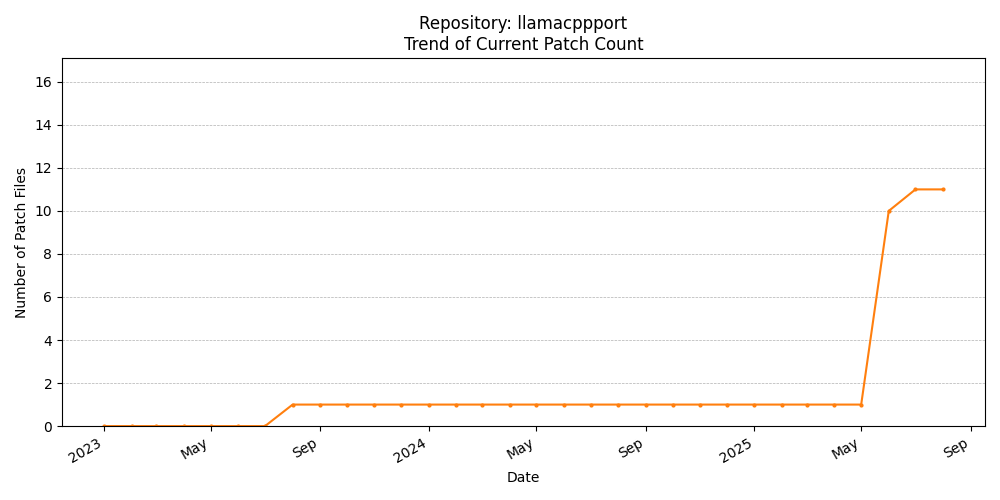 Repository: llamacppport
Trend of Current Patch Count
Number of Patch Files
16
14
12
10
8
6
4
2
0
2023
May
Sep
2024
May
Sep
2025
May
Sep
Date